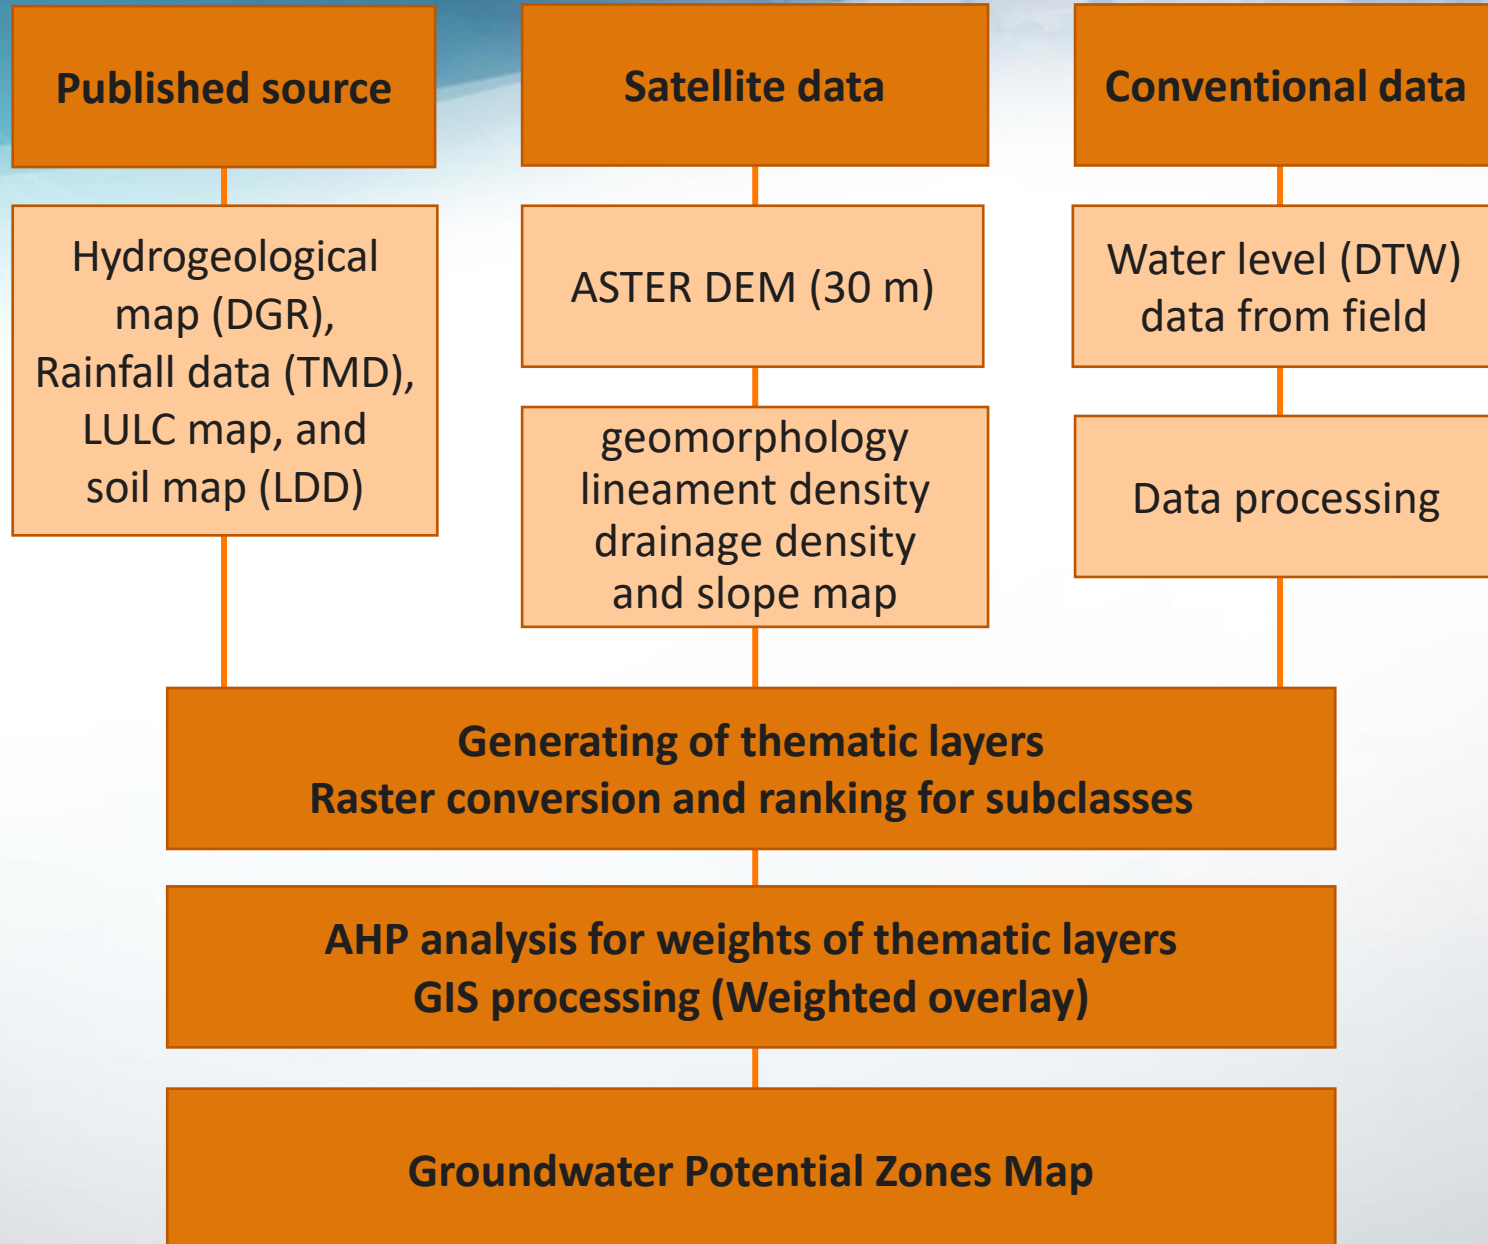 Published source
Satellite data
Conventional data
Hydrogeological
map (DGR),
Rainfall data (TMD),
LULC map, and
soil map (LDD)
ASTER DEM (30 m)
geomorphology
lineament density
drainage density
and slope map
Water level (DTW)
data from field
Data processing
Generating of thematic layers
Raster conversion and ranking for subclasses
AHP analysis for weights of thematic layers
GIS processing (Weighted overlay)
Groundwater Potential Zones Map